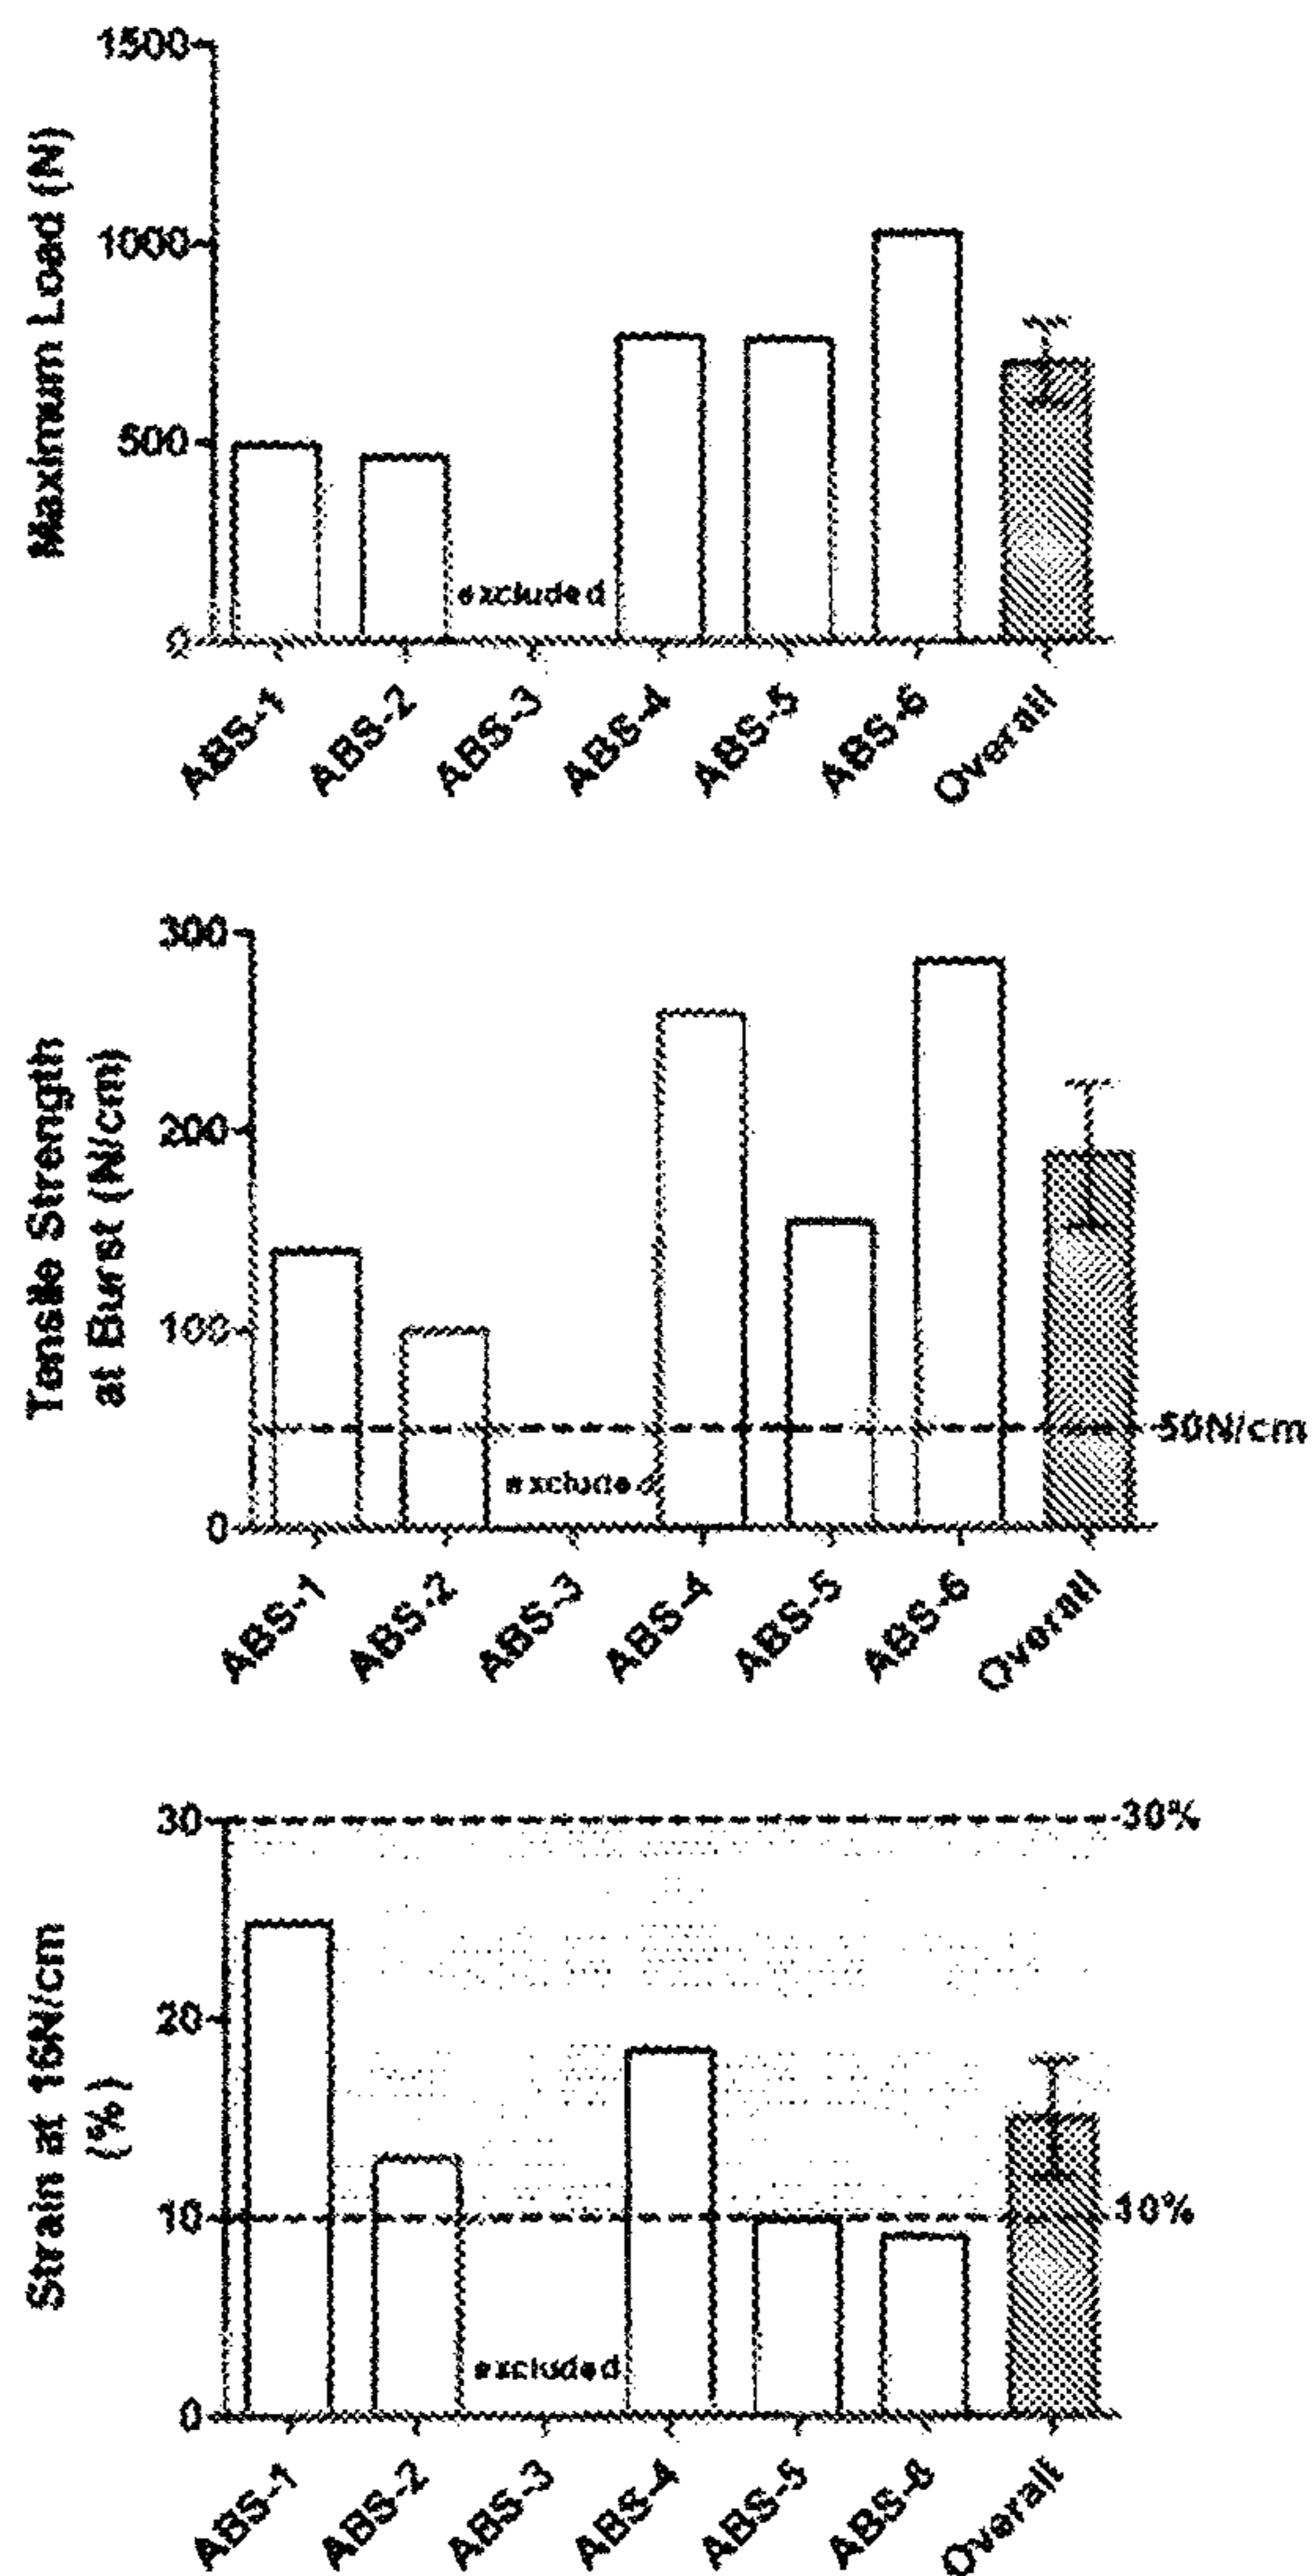 Maximum Load (N)
1500
1000
500
0
excluded
ABS-1
ABS-2
ABS-3
ABS-4
ABS-5
ABS-6
Overall
Tensile Strength
at Burst (N/cm)
300
200
100
0
50N/cm
excluded
ABS-1
ABS-2
ABS-3
ABS-4
ABS-5
ABS-6
Overall
Strain at 16N/cm
(%)
30
20
10
0
30%
10%
excluded
ABS-1
ABS-2
ABS-3
ABS-4
ABS-5
ABS-6
Overall